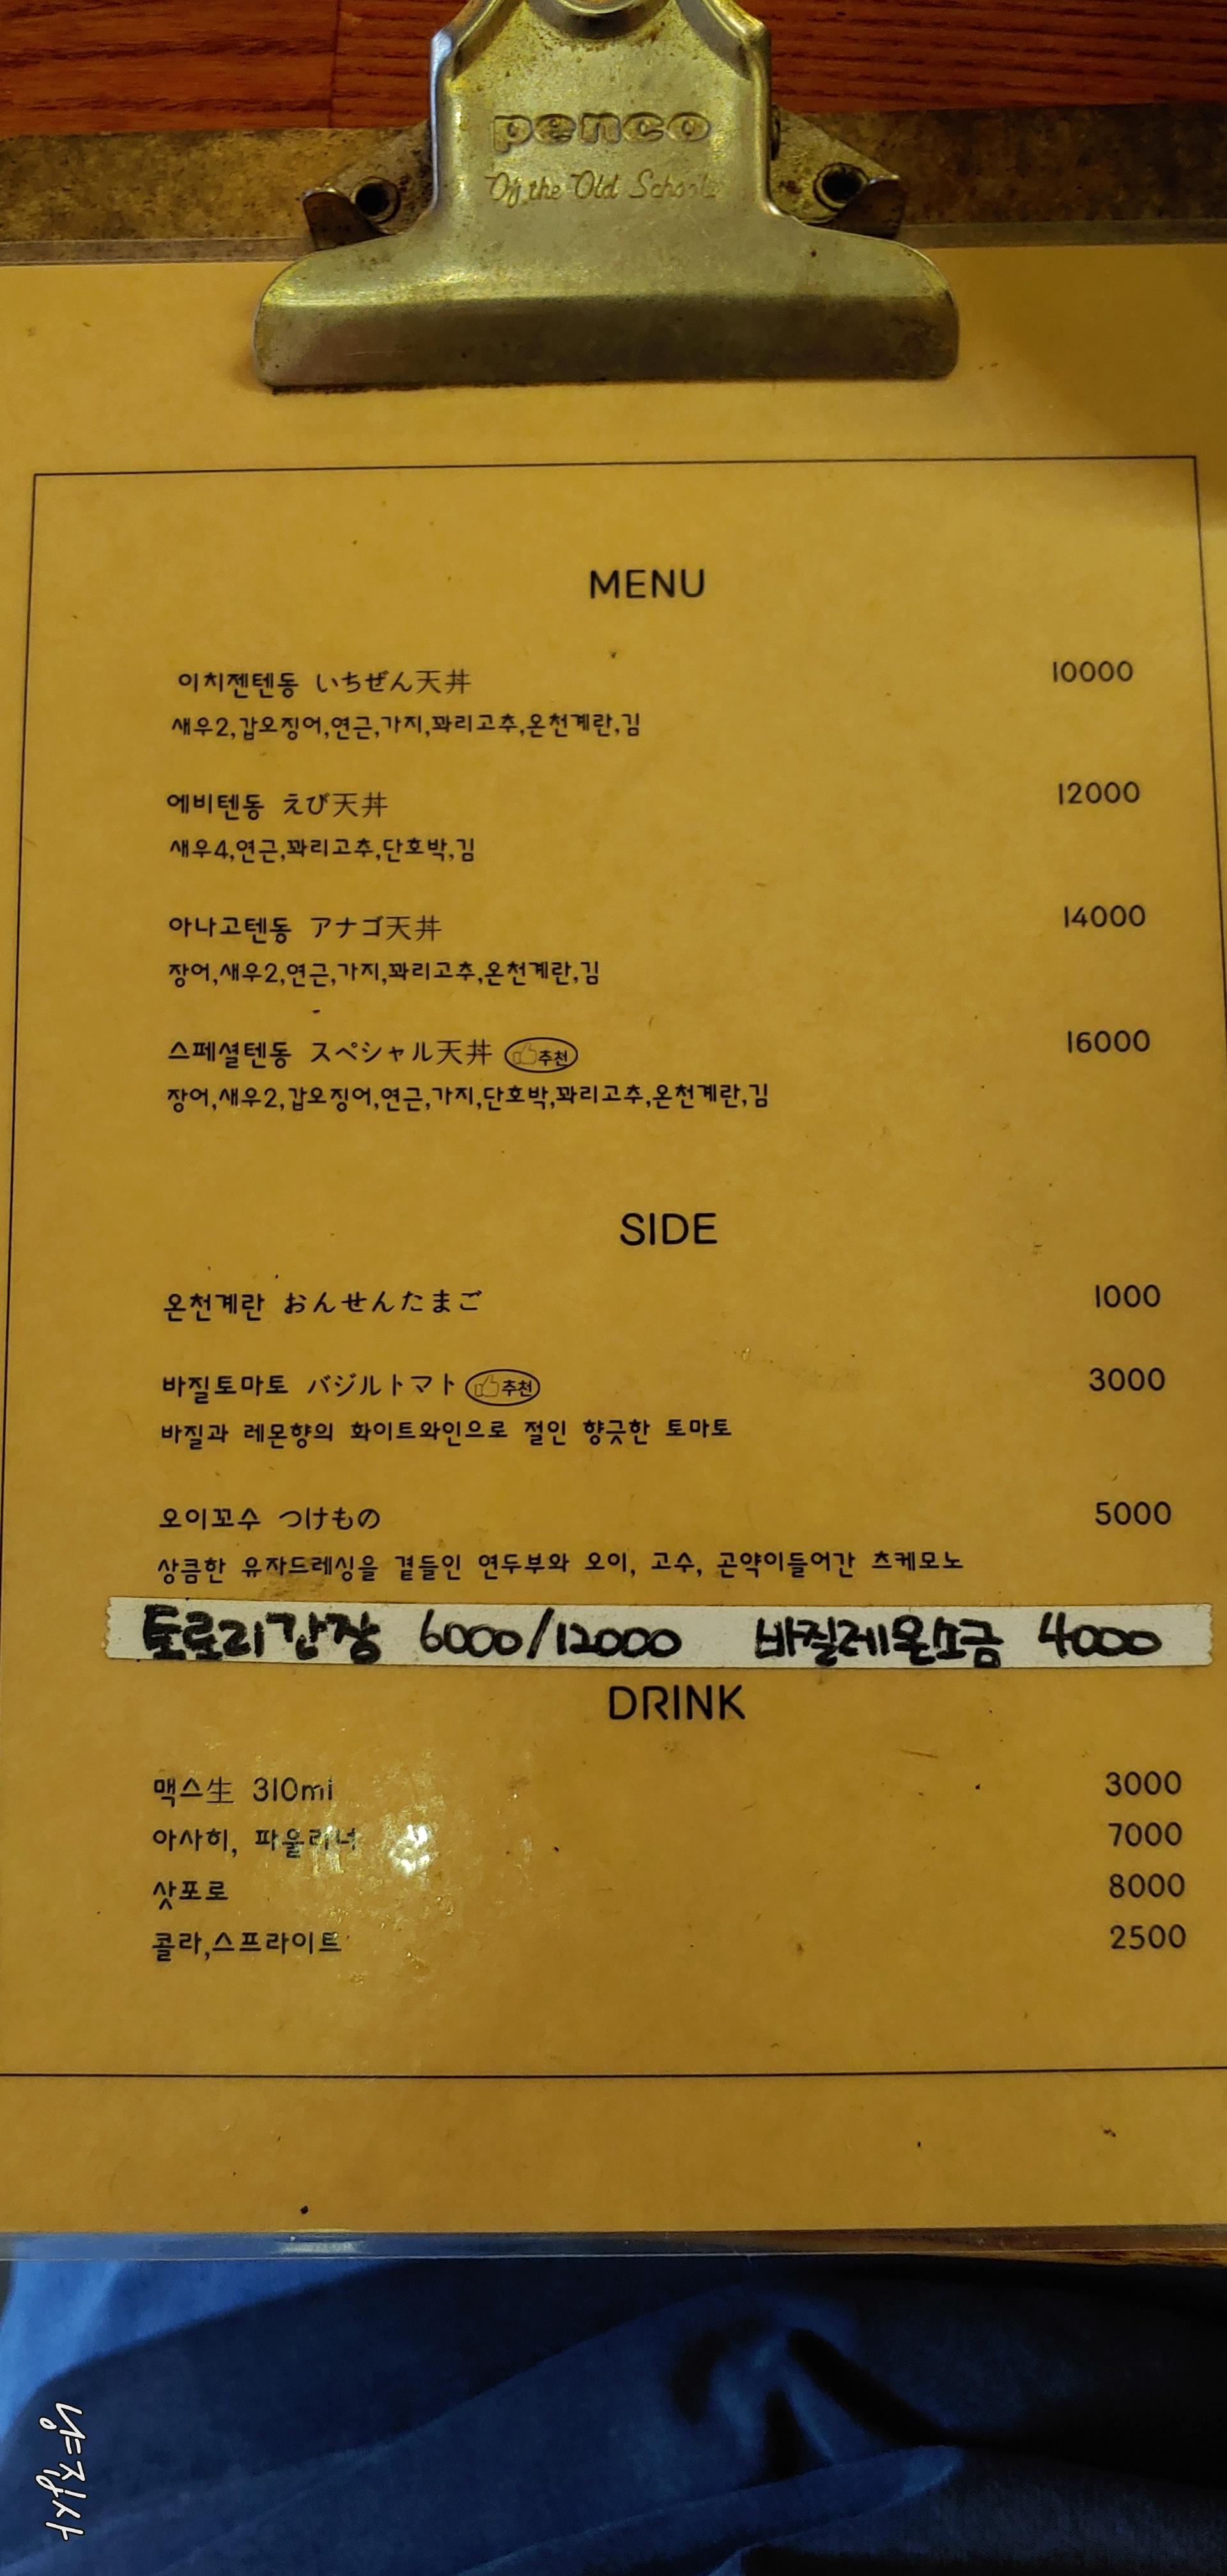 penco
Of the Old School
MENU
이치젠텐동 いちぜん天丼 10000
새우2,갑오징어,연근,가지,꽈리고추,온천계란,김
에비텐동 えび天丼 12000
새우4,연근,꽈리고추,단호박,김
아나고텐동 アナゴ天丼 14000
장어,새우2,연근,가지,꽈리고추,온천계란,김
스페셜텐동 スペシャル天丼 추천 16000
장어,새우2,갑오징어,연근,가지,단호박,꽈리고추,온천계란,김
SIDE
온천계란 おんせんたまご 1000
바질토마토 バジルトマト 추천 3000
바질과 레몬향의 화이트와인으로 절인 향긋한 토마토
오이꼬수 つけもの 5000
상큼한 유자드레싱을 곁들인 연두부와 오이, 고수, 곤약이들어간 츠케모노
토로리간장 6000/12000 바질레몬소금 4000
DRINK
맥스生 310ml 3000
아사히, 파울러너 7000
삿포로 8000
콜라,스프라이트 2500
냥집사